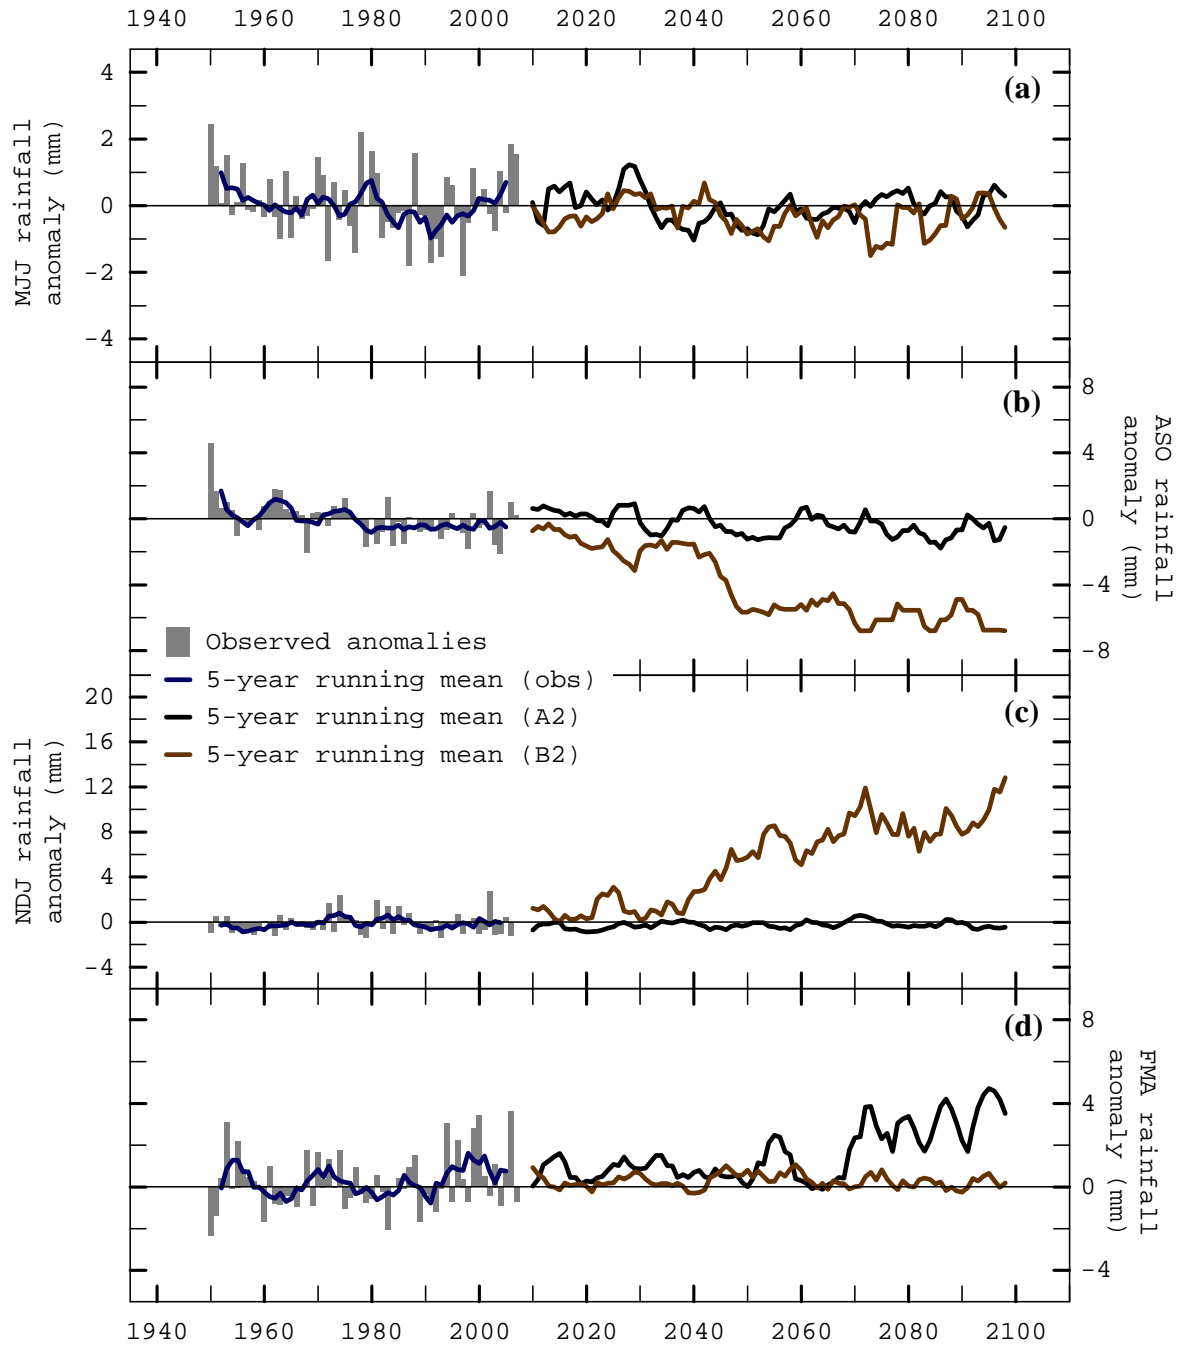 1940 1960 1980 2000 2020 2040 2060 2080 2100
(a)
MJJ rainfall
anomaly (mm)
4
2
0
-2
-4
(b)
ASO rainfall
anomaly (mm)
8
4
0
-4
-8
Observed anomalies
5-year running mean (obs)
5-year running mean (A2)
5-year running mean (B2)
(c)
NDJ rainfall
anomaly (mm)
20
16
12
8
4
0
-4
(d)
FMA rainfall
anomaly (mm)
8
4
0
-4
1940 1960 1980 2000 2020 2040 2060 2080 2100